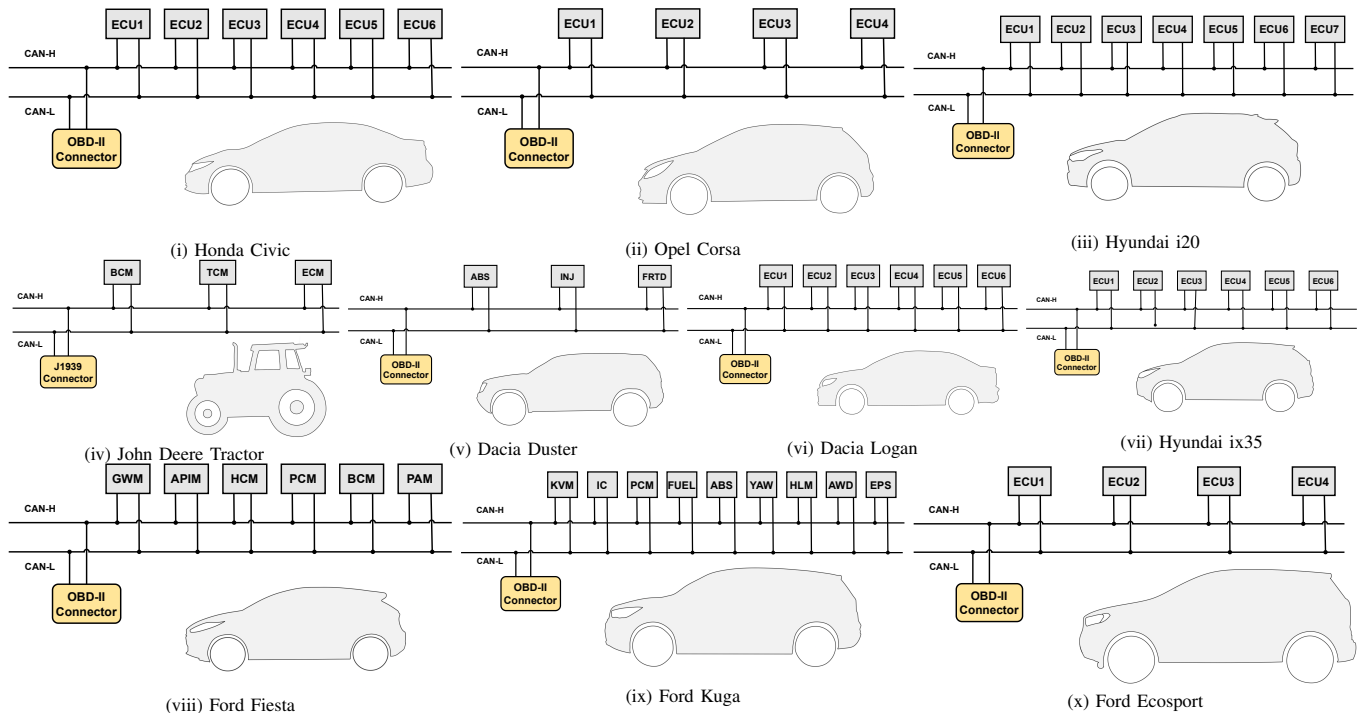 ECU1 ECU2 ECU3 ECU4 ECU5 ECU6
CAN-H
CAN-L
OBD-II
Connector
(i) Honda Civic
ECU1 ECU2 ECU3 ECU4
CAN-H
CAN-L
OBD-II
Connector
(ii) Opel Corsa
ECU1 ECU2 ECU3 ECU4 ECU5 ECU6 ECU7
CAN-H
CAN-L
OBD-II
Connector
(iii) Hyundai i20
BCM TCM ECM
CAN-H
CAN-L
J1939
Connector
(iv) John Deere Tractor
ABS INJ FRTD
CAN-H
CAN-L
OBD-II
Connector
(v) Dacia Duster
ECU1 ECU2 ECU3 ECU4 ECU5 ECU6
CAN-H
CAN-L
OBD-II
Connector
(vi) Dacia Logan
ECU1 ECU2 ECU3 ECU4 ECU5 ECU6
CAN-H
CAN-L
OBD-II
Connector
(vii) Hyundai ix35
GWM APIM HCM PCM BCM PAM
CAN-H
CAN-L
OBD-II
Connector
(viii) Ford Fiesta
KVM IC PCM FUEL ABS YAW HLM AWD EPS
CAN-H
CAN-L
OBD-II
Connector
(ix) Ford Kuga
ECU1 ECU2 ECU3 ECU4
CAN-H
CAN-L
OBD-II
Connector
(x) Ford Ecosport